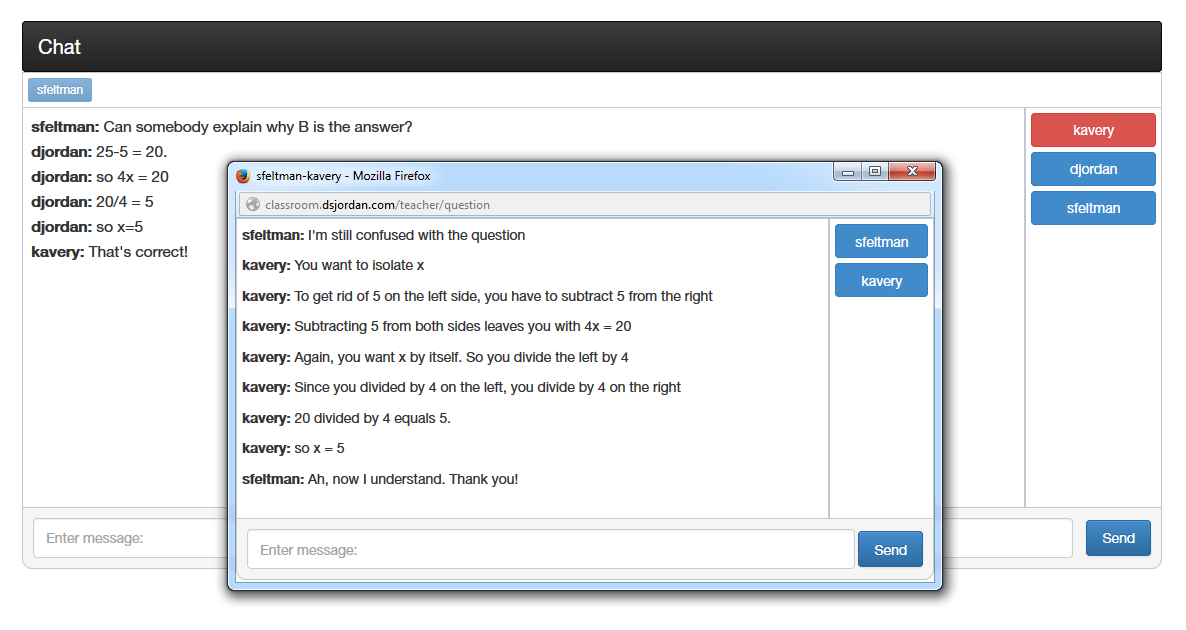 Chat
sfeltman
sfeltman: Can somebody explain why B is the answer?
djordan: 25-5 = 20.
djordan: so 4x = 20
djordan: 20/4 = 5
djordan: so x=5
kavery: That's correct!
kavery
djordan
sfeltman
Enter message:
Send
sfeltman-kavery - Mozilla Firefox
classroom.dsjordan.com/teacher/question
sfeltman: I'm still confused with the question
kavery: You want to isolate x
kavery: To get rid of 5 on the left side, you have to subtract 5 from the right
kavery: Subtracting 5 from both sides leaves you with 4x = 20
kavery: Again, you want x by itself. So you divide the left by 4
kavery: Since you divided by 4 on the left, you divide by 4 on the right
kavery: 20 divided by 4 equals 5.
kavery: so x = 5
sfeltman: Ah, now I understand. Thank you!
sfeltman
kavery
Enter message:
Send